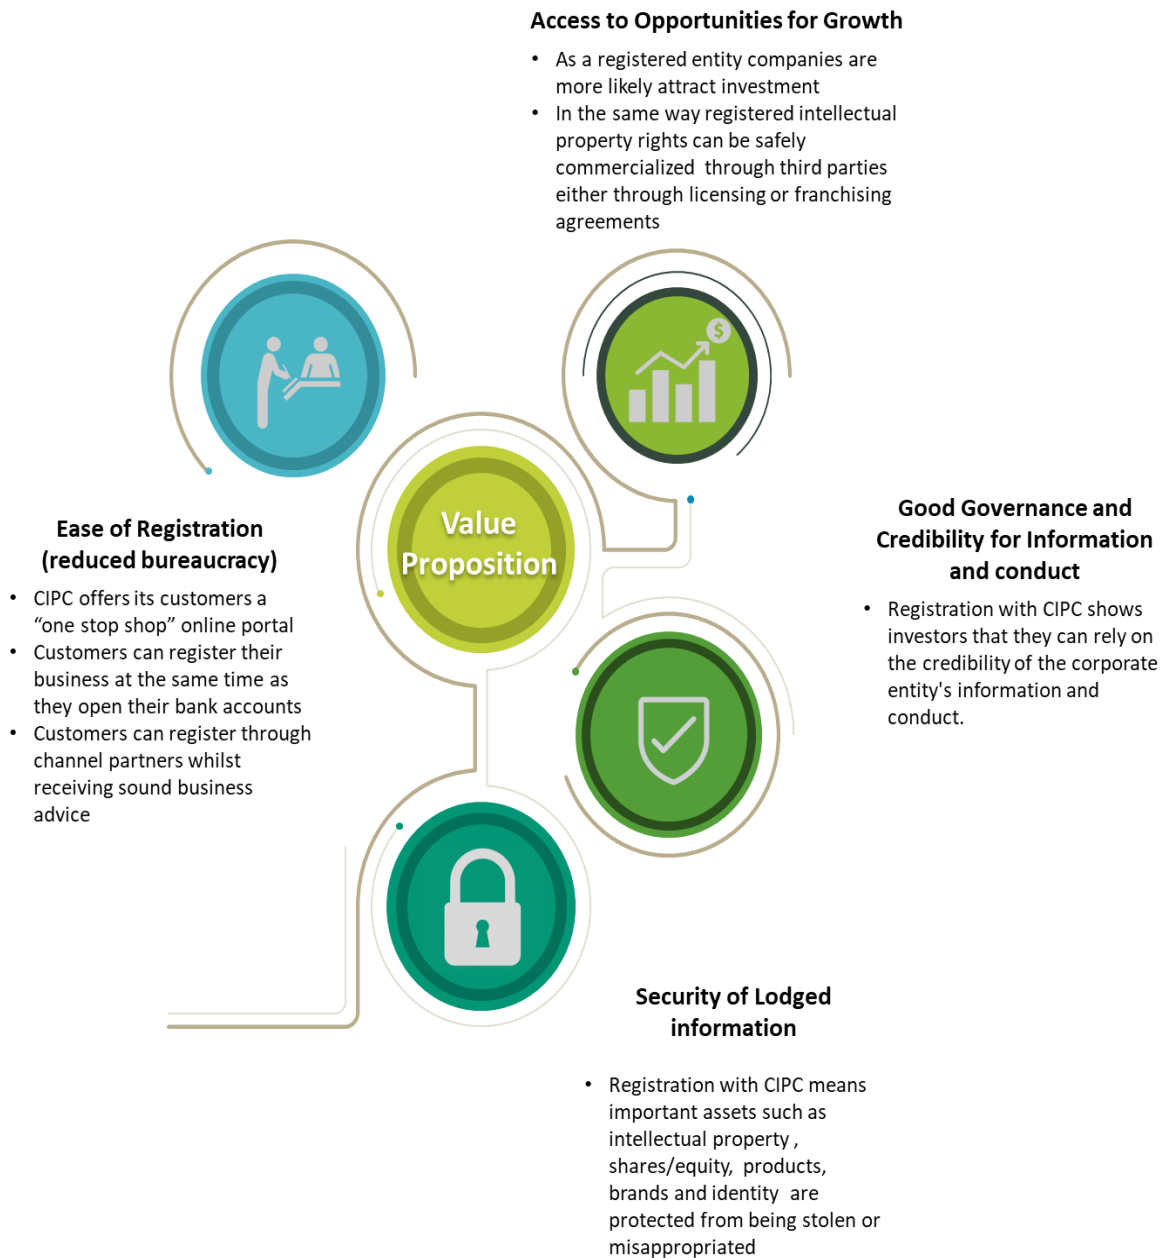 Access to Opportunities for Growth
• As a registered entity companies are
more likely attract investment
• In the same way registered intellectual
property rights can be safely
commercialized through third parties
either through licensing or franchising
agreements
$
Value
Proposition
Ease of Registration
(reduced bureaucracy)
• CIPC offers its customers a
“one stop shop” online portal
• Customers can register their
business at the same time as
they open their bank accounts
• Customers can register through
channel partners whilst
receiving sound business
advice
Good Governance and
Credibility for Information
and conduct
• Registration with CIPC shows
investors that they can rely on
the credibility of the corporate
entity's information and
conduct.
Security of Lodged
information
• Registration with CIPC means
important assets such as
intellectual property ,
shares/equity, products,
brands and identity are
protected from being stolen or
misappropriated